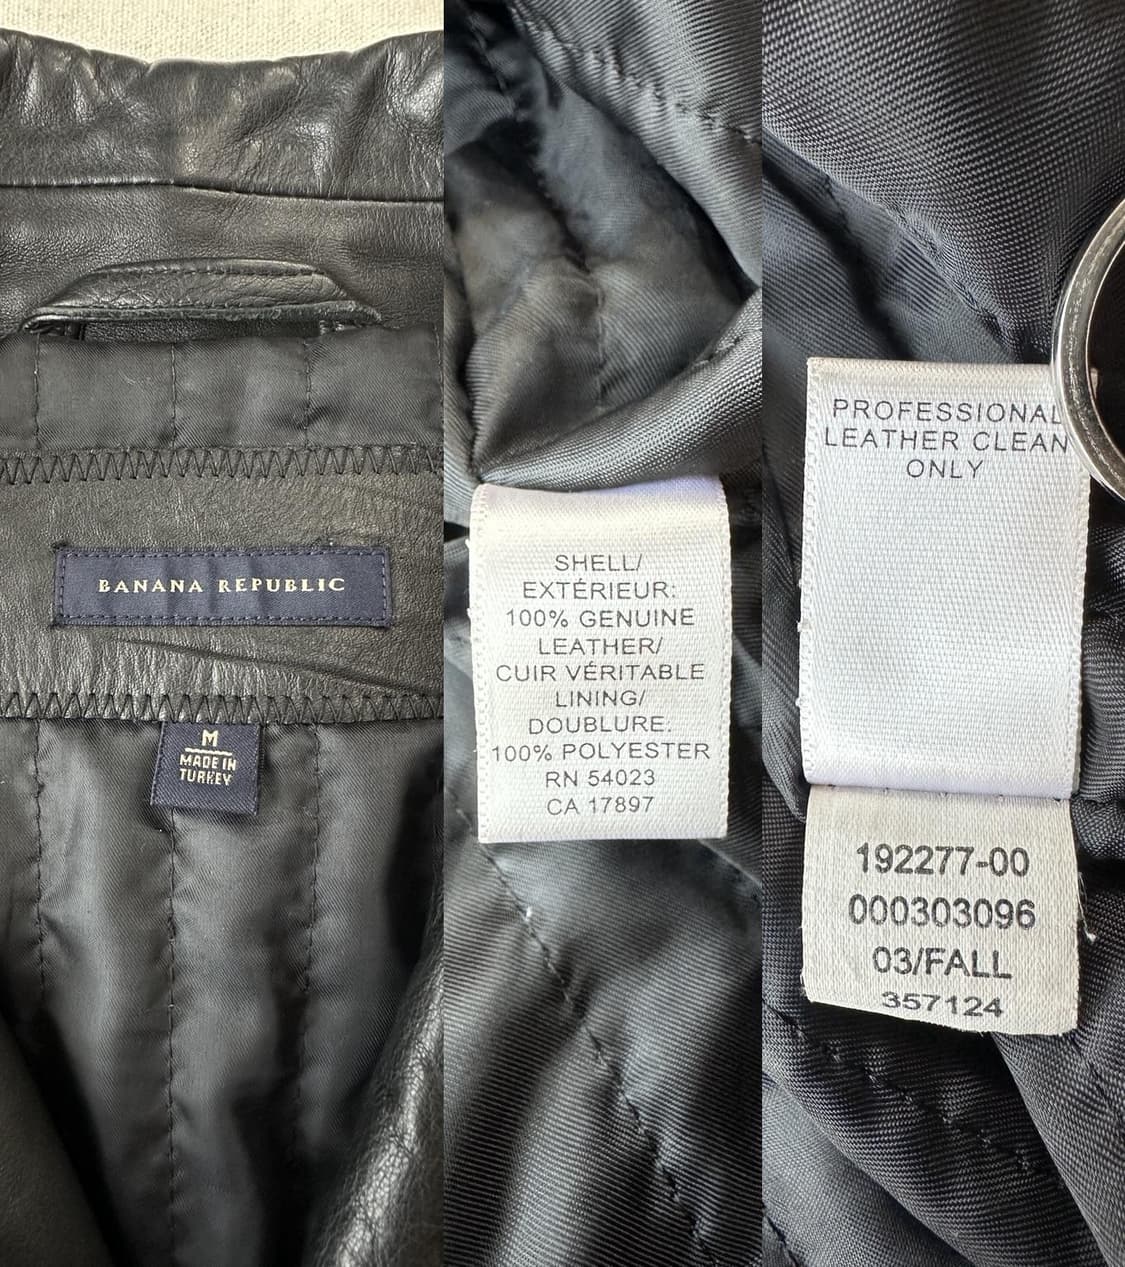 BANANA REPUBLIC
M
MADE IN
TURKEY
SHELL/
EXTÉRIEUR:
100% GENUINE
LEATHER/
CUIR VÉRITABLE
LINING/
DOUBLURE.
100% POLYESTER
RN 54023
CA 17897
PROFESSIONAL
LEATHER CLEAN
ONLY
192277-00
000303096
03/FALL
357124